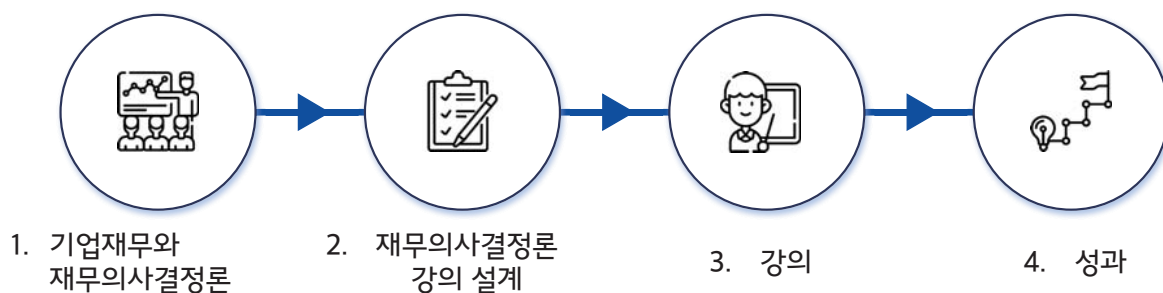 1. 기업재무와
재무의사결정론
2. 재무의사결정론
강의 설계
3. 강의
4. 성과